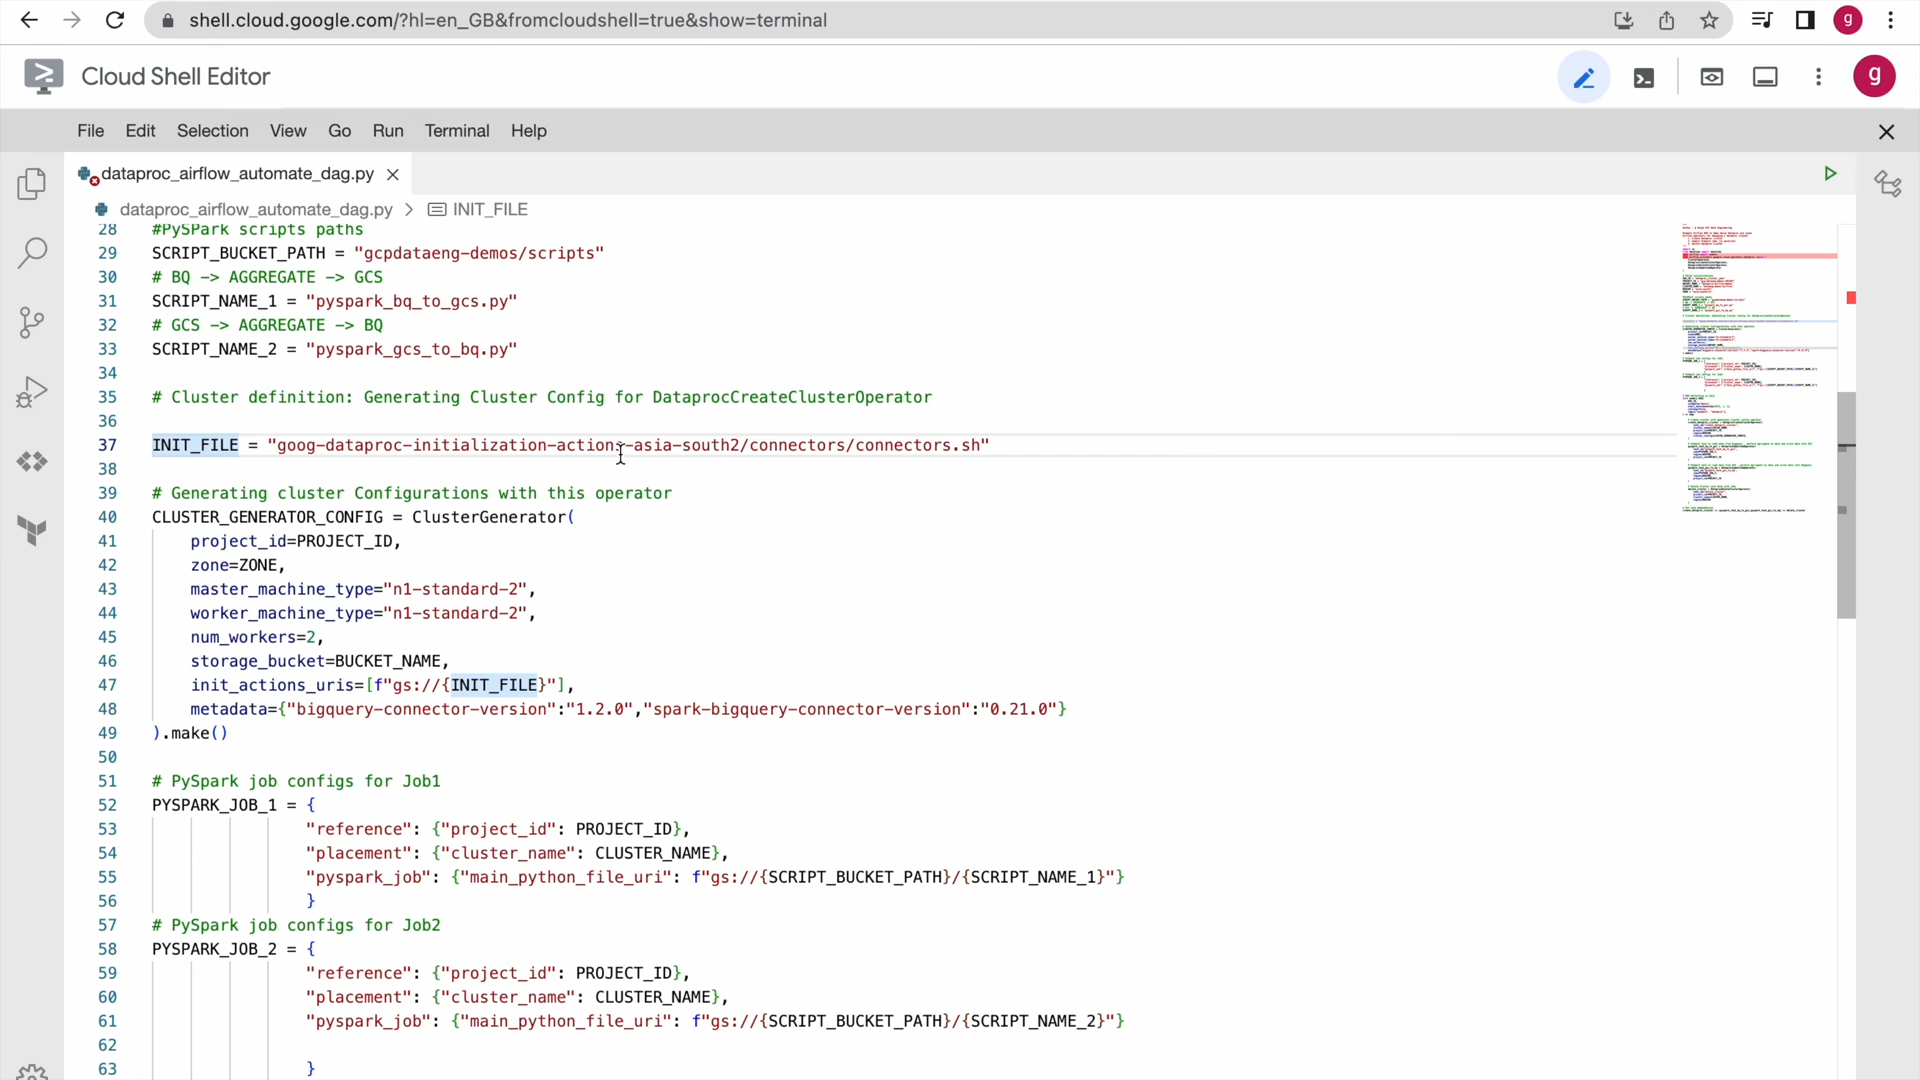 shell.cloud.google.com/?hl=en_GB&fromcloudshell=true&show=terminal
g
Cloud Shell Editor
g
File Edit Selection View Go Run Terminal Help
dataproc_airflow_automate_dag.py
dataproc_airflow_automate_dag.py > INIT_FILE
28 #PySPark scripts paths
29 SCRIPT_BUCKET_PATH = "gcpdataeng-demos/scripts"
30 # BQ -> AGGREGATE -> GCS
31 SCRIPT_NAME_1 = "pyspark_bq_to_gcs.py"
32 # GCS -> AGGREGATE -> BQ
33 SCRIPT_NAME_2 = "pyspark_gcs_to_bq.py"
34
35 # Cluster definition: Generating Cluster Config for DataprocCreateClusterOperator
36
37 INIT_FILE = "goog-dataproc-initialization-actions-asia-south2/connectors/connectors.sh"
38
39 # Generating cluster Configurations with this operator
40 CLUSTER_GENERATOR_CONFIG = ClusterGenerator(
41 project_id=PROJECT_ID,
42 zone=ZONE,
43 master_machine_type="n1-standard-2",
44 worker_machine_type="n1-standard-2",
45 num_workers=2,
46 storage_bucket=BUCKET_NAME,
47 init_actions_uris=[f"gs://{INIT_FILE}"],
48 metadata={"bigquery-connector-version":"1.2.0","spark-bigquery-connector-version":"0.21.0"}
49 ).make()
50
51 # PySpark job configs for Job1
52 PYSPARK_JOB_1 = {
53 "reference": {"project_id": PROJECT_ID},
54 "placement": {"cluster_name": CLUSTER_NAME},
55 "pyspark_job": {"main_python_file_uri": f"gs://{SCRIPT_BUCKET_PATH}/{SCRIPT_NAME_1}"}
56 }
57 # PySpark job configs for Job2
58 PYSPARK_JOB_2 = {
59 "reference": {"project_id": PROJECT_ID},
60 "placement": {"cluster_name": CLUSTER_NAME},
61 "pyspark_job": {"main_python_file_uri": f"gs://{SCRIPT_BUCKET_PATH}/{SCRIPT_NAME_2}"}
62
63 }